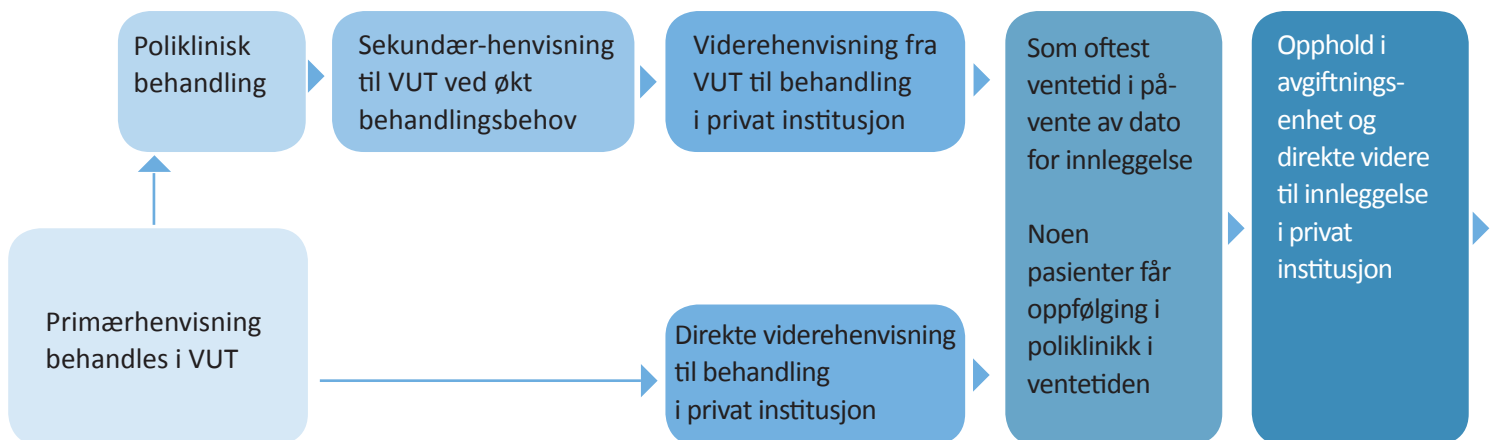 Poliklinisk
behandling
Sekundær-henvisning
til VUT ved økt
behandlingsbehov
Viderehenvisning fra
VUT til behandling
i privat institusjon
Som oftest
ventetid i på-
vente av dato
for innleggelse
Noen
pasienter får
oppfølging i
poliklinikk i
ventetiden
Opphold i
avgiftnings-
enhet og
direkte videre
til innleggelse
i privat
institusjon
Primærhenvisning
behandles i VUT
Direkte viderehenvisning
til behandling
i privat institusjon